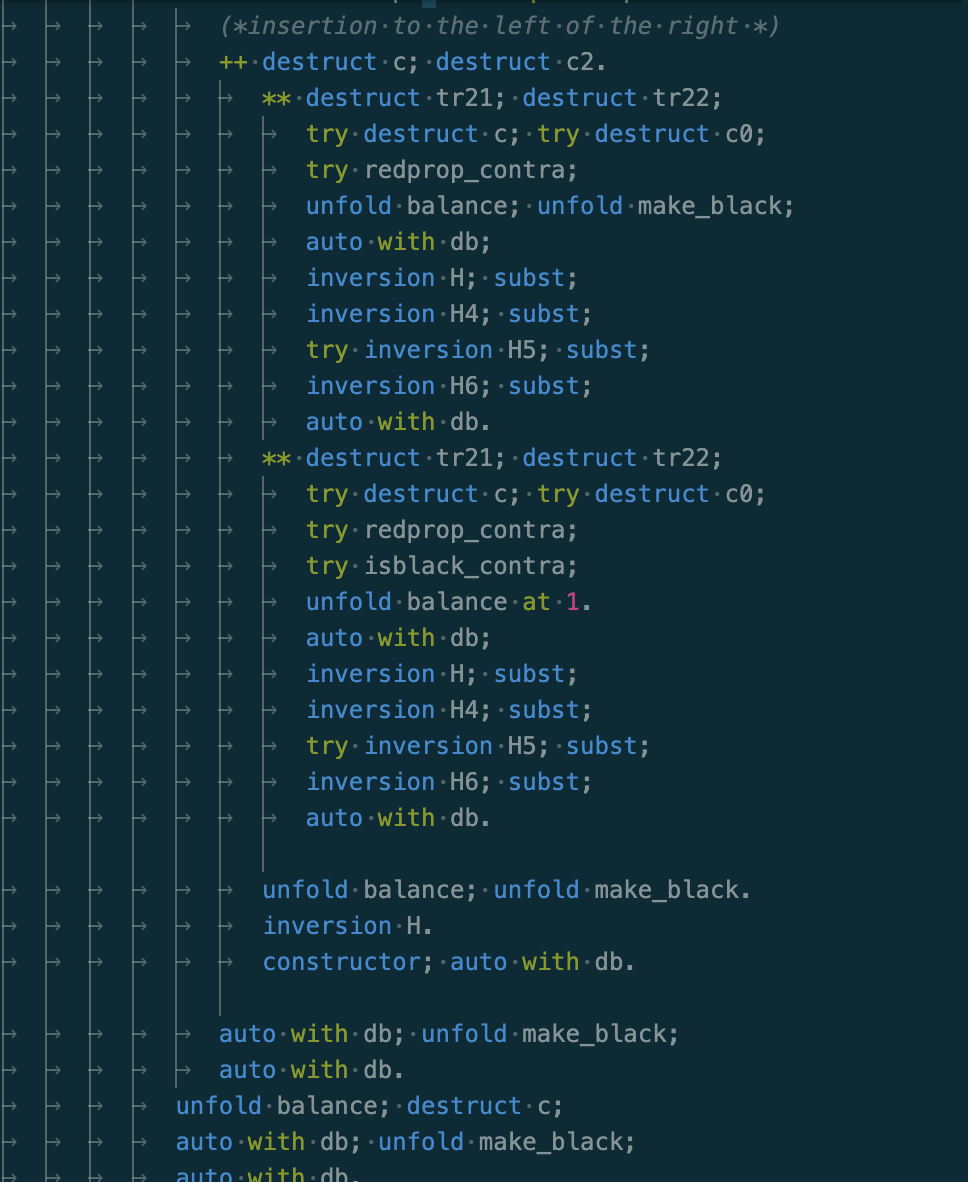 (*insertion to the left of the right *)
++ destruct c; destruct c2.
** destruct tr21; destruct tr22;
try destruct c; try destruct c0;
try redprop_contra;
unfold balance; unfold make_black;
auto with db;
inversion H; subst;
inversion H4; subst;
try inversion H5; subst;
inversion H6; subst;
auto with db.
** destruct tr21; destruct tr22;
try destruct c; try destruct c0;
try redprop_contra;
try isblack_contra;
unfold balance at 1.
auto with db;
inversion H; subst;
inversion H4; subst;
try inversion H5; subst;
inversion H6; subst;
auto with db.
unfold balance; unfold make_black.
inversion H.
constructor; auto with db.
auto with db; unfold make_black;
auto with db.
unfold balance; destruct c;
auto with db; unfold make_black;
auto with db.